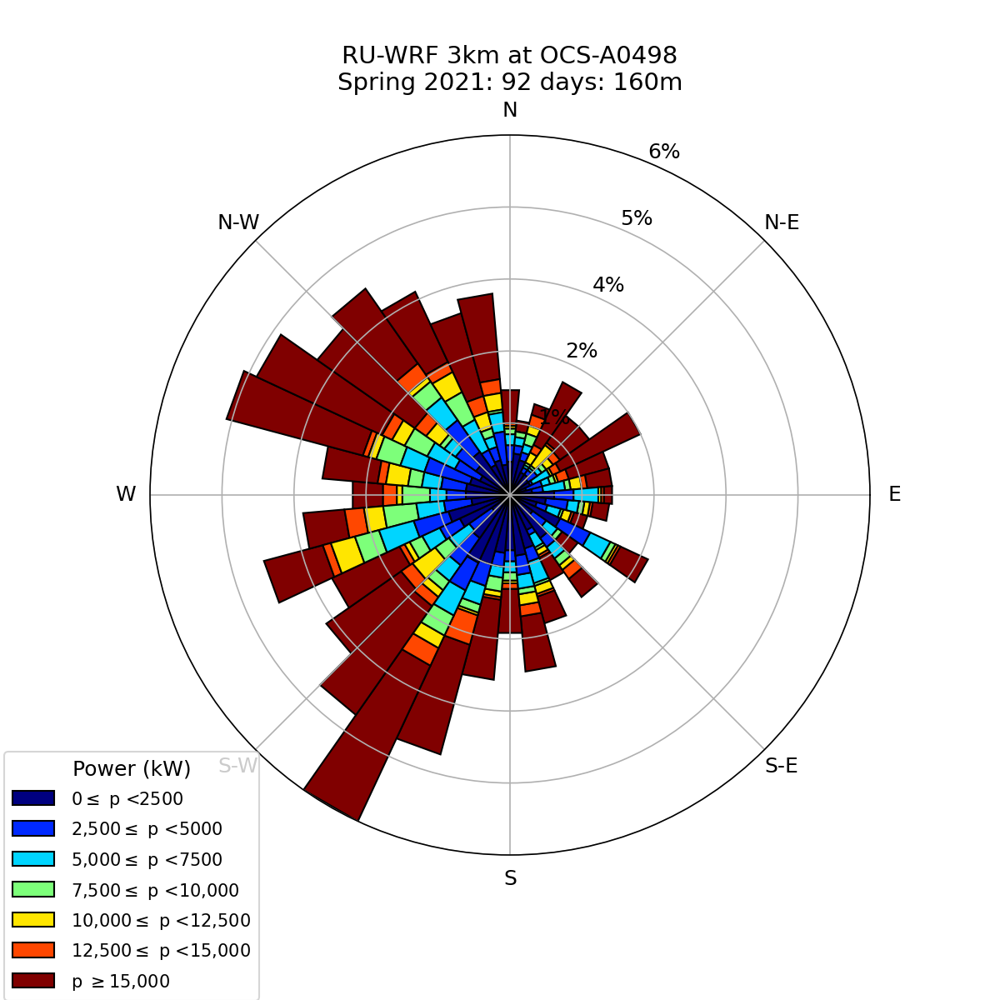 RU-WRF 3km at OCS-A0498
Spring 2021: 92 days: 160m
N
6%
N-W
5%
N-E
4%
2%
1%
W
E
S-W
S-E
S
Power (kW)
0≤ p <2500
2,500≤ p <5000
5,000≤ p <7500
7,500≤ p <10,000
10,000≤ p <12,500
12,500≤ p <15,000
p ≥15,000